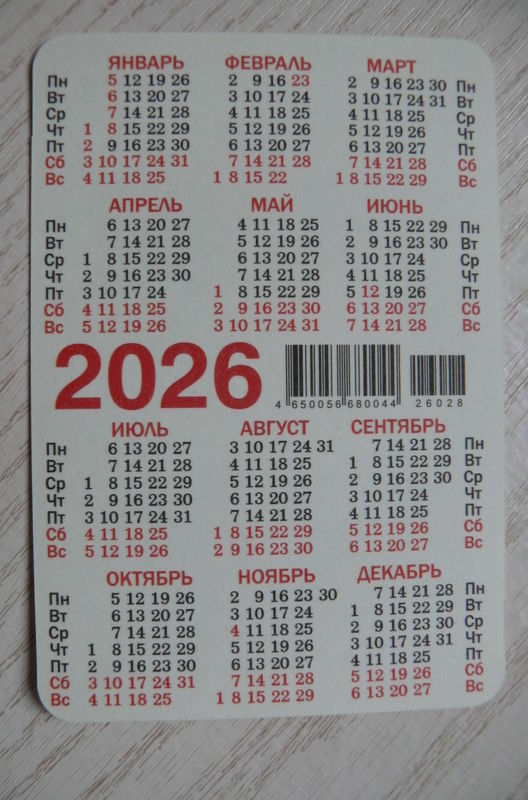 ЯНВАРЬ ФЕВРАЛЬ МАРТ
Пн 5 12 19 26 2 9 16 23 2 9 16 23 30 Пн
Вт 6 13 20 27 3 10 17 24 3 10 17 24 31 Вт
Ср 7 14 21 28 4 11 18 25 4 11 18 25 Ср
Чт 1 8 15 22 29 5 12 19 26 5 12 19 26 Чт
Пт 2 9 16 23 30 6 13 20 27 6 13 20 27 Пт
Сб 3 10 17 24 31 7 14 21 28 7 14 21 28 Сб
Вс 4 11 18 25 1 8 15 22 1 8 15 22 29 Вс
АПРЕЛЬ МАЙ ИЮНЬ
Пн 6 13 20 27 4 11 18 25 1 8 15 22 29 Пн
Вт 7 14 21 28 5 12 19 26 2 9 16 23 30 Вт
Ср 1 8 15 22 29 6 13 20 27 3 10 17 24 Ср
Чт 2 9 16 23 30 7 14 21 28 4 11 18 25 Чт
Пт 3 10 17 24 1 8 15 22 29 5 12 19 26 Пт
Сб 4 11 18 25 2 9 16 23 30 6 13 20 27 Сб
Вс 5 12 19 26 3 10 17 24 31 7 14 21 28 Вс
2026
4 650056 680044 26028
ИЮЛЬ АВГУСТ СЕНТЯБРЬ
Пн 6 13 20 27 3 10 17 24 31 7 14 21 28 Пн
Вт 7 14 21 28 4 11 18 25 1 8 15 22 29 Вт
Ср 1 8 15 22 29 5 12 19 26 2 9 16 23 30 Ср
Чт 2 9 16 23 30 6 13 20 27 3 10 17 24 Чт
Пт 3 10 17 24 31 7 14 21 28 4 11 18 25 Пт
Сб 4 11 18 25 1 8 15 22 29 5 12 19 26 Сб
Вс 5 12 19 26 2 9 16 23 30 6 13 20 27 Вс
ОКТЯБРЬ НОЯБРЬ ДЕКАБРЬ
Пн 5 12 19 26 2 9 16 23 30 7 14 21 28 Пн
Вт 6 13 20 27 3 10 17 24 1 8 15 22 29 Вт
Ср 7 14 21 28 4 11 18 25 2 9 16 23 30 Ср
Чт 1 8 15 22 29 5 12 19 26 3 10 17 24 31 Чт
Пт 2 9 16 23 30 6 13 20 27 4 11 18 25 Пт
Сб 3 10 17 24 31 7 14 21 28 5 12 19 26 Сб
Вс 4 11 18 25 1 8 15 22 29 6 13 20 27 Вс